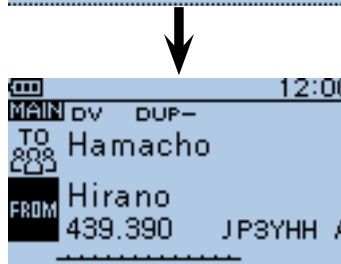 12:00
MAIN DV DUP–
TO Hamacho
FROM Hirano
439.390 JP3YHH A